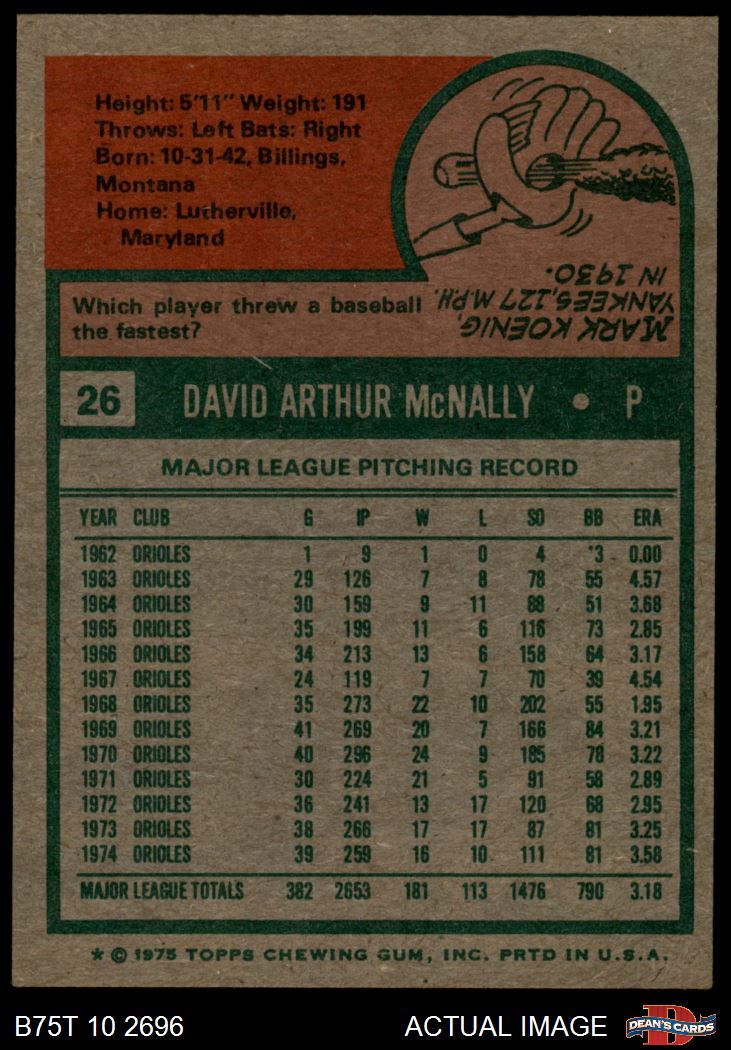 Height: 5'11" Weight: 191
Throws: Left Bats: Right
Born: 10-31-42, Billings,
Montana
Home: Lutherville,
Maryland
Which player threw a baseball
the fastest?
MARK KOENIG,
YANKEES, 127 M.P.H.
IN 1930.
26 DAVID ARTHUR McNALLY • P
MAJOR LEAGUE PITCHING RECORD
YEAR CLUB G IP W L SO BB ERA
1962 ORIOLES 1 9 1 0 4 3 0.00
1963 ORIOLES 29 126 7 8 78 55 4.57
1964 ORIOLES 30 159 9 11 88 51 3.68
1965 ORIOLES 35 199 11 6 116 73 2.85
1966 ORIOLES 34 213 13 6 158 64 3.17
1967 ORIOLES 24 119 7 7 70 39 4.54
1968 ORIOLES 35 273 22 10 202 55 1.95
1969 ORIOLES 41 269 20 7 166 84 3.21
1970 ORIOLES 40 296 24 9 185 78 3.22
1971 ORIOLES 30 224 21 5 91 58 2.89
1972 ORIOLES 36 241 13 17 120 68 2.95
1973 ORIOLES 38 266 17 17 87 81 3.25
1974 ORIOLES 39 259 16 10 111 81 3.58
MAJOR LEAGUE TOTALS 382 2653 181 113 1476 790 3.18
* © 1975 TOPPS CHEWING GUM, INC. PRTD IN U.S.A.
B75T 10 2696 ACTUAL IMAGE DEAN'S CARDS